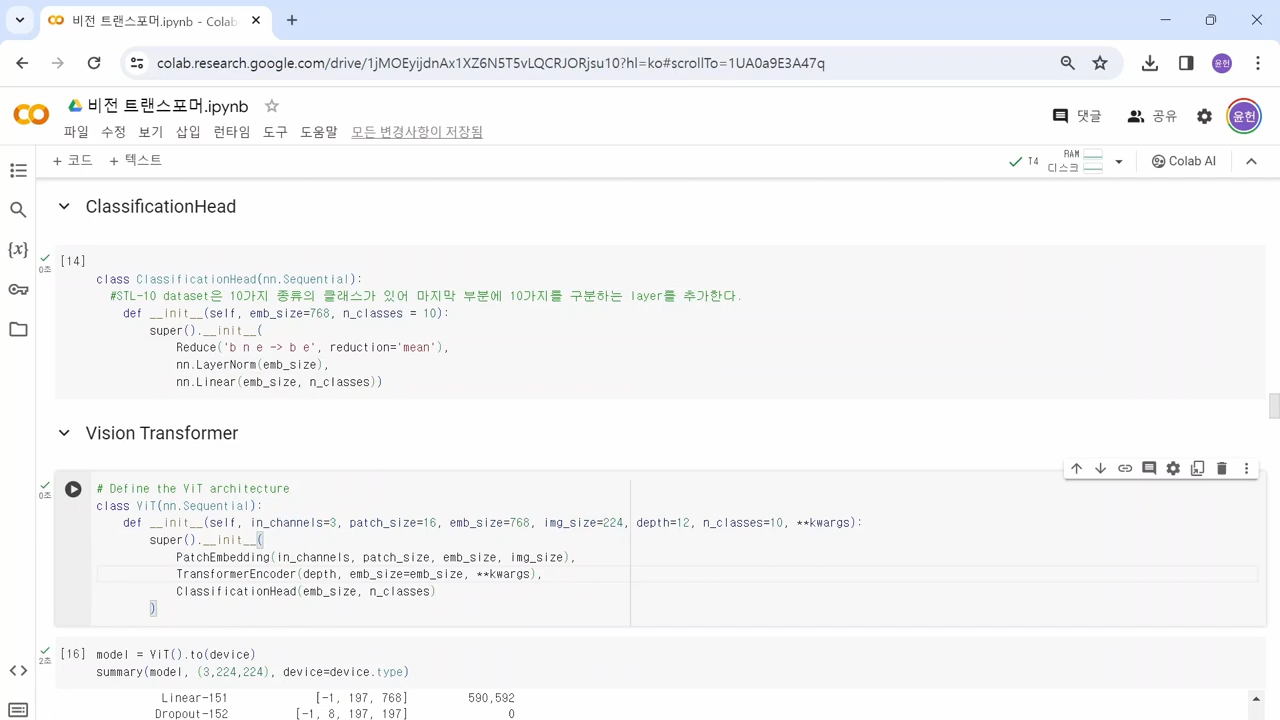 비전 트랜스포머.ipynb - Colab
colab.research.google.com/drive/1jMOEyijdnAx1XZ6N5T5vLQCRJORjsu10?hl=ko#scrollTo=1UA0a9E3A47q
윤헌
비전 트랜스포머.ipynb
댓글
공유
윤헌
파일 수정 보기 삽입 런타임 도구 도움말 모든 변경사항이 저장됨
+ 코드 + 텍스트
T4
RAM
디스크
Colab AI
ClassificationHead
[14]
0초
class ClassificationHead(nn.Sequential):
#STL-10 dataset은 10가지 종류의 클래스가 있어 마지막 부분에 10가지를 구분하는 layer를 추가한다.
def __init__(self, emb_size=768, n_classes = 10):
super().__init__(
Reduce('b n e -> b e', reduction='mean'),
nn.LayerNorm(emb_size),
nn.Linear(emb_size, n_classes))
Vision Transformer
0초
# Define the ViT architecture
class ViT(nn.Sequential):
def __init__(self, in_channels=3, patch_size=16, emb_size=768, img_size=224, depth=12, n_classes=10, **kwargs):
super().__init__(
PatchEmbedding(in_channels, patch_size, emb_size, img_size),
TransformerEncoder(depth, emb_size=emb_size, **kwargs),
ClassificationHead(emb_size, n_classes)
)
2초
[16] model = ViT().to(device)
summary(model, (3,224,224), device=device.type)
Linear-151 [-1, 197, 768] 590,592
Dropout-152 [-1, 8, 197, 197] 0